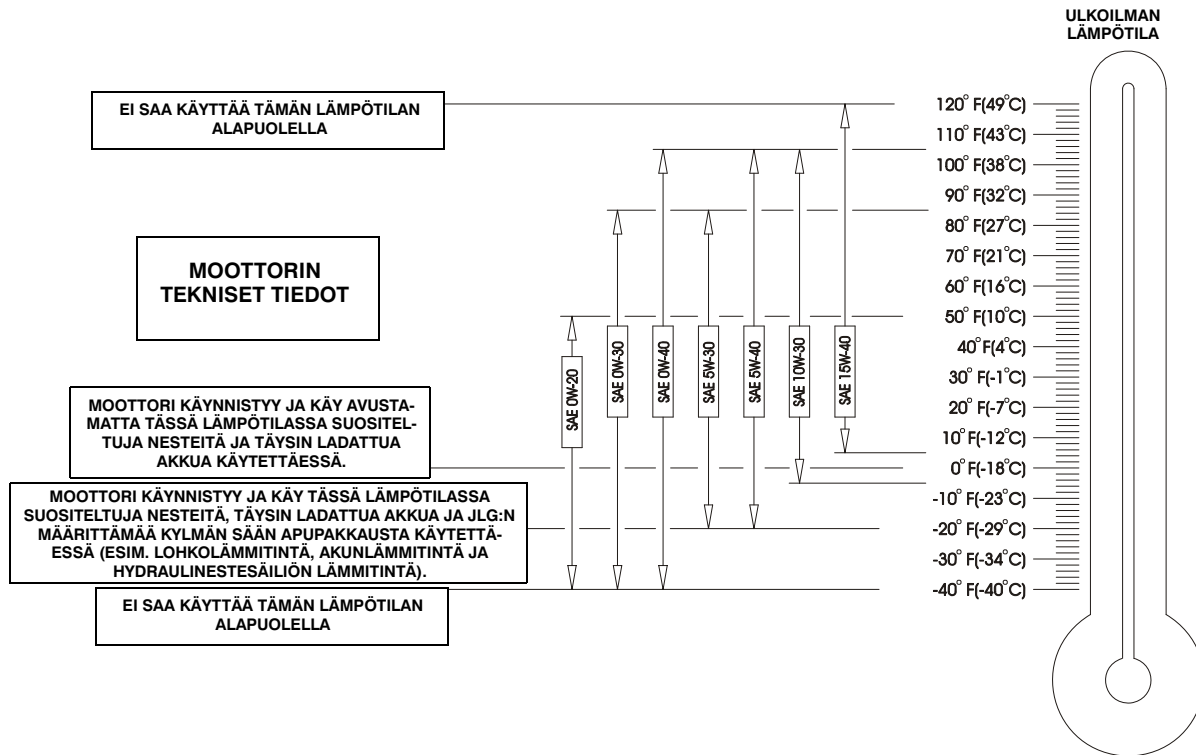 ULKOILMAN
LÄMPÖTILA
EI SAA KÄYTTÄÄ TÄMÄN LÄMPÖTILAN
ALAPUOLELLA
MOOTTORIN
TEKNISET TIEDOT
MOOTTORI KÄYNNISTYY JA KÄY AVUSTA-
MATTA TÄSSÄ LÄMPÖTILASSA SUOSITEL-
TUJA NESTEITÄ JA TÄYSIN LADATTUA
AKKUA KÄYTETTÄESSÄ.
MOOTTORI KÄYNNISTYY JA KÄY TÄSSÄ LÄMPÖTILASSA
SUOSITELTUJA NESTEITÄ, TÄYSIN LADATTUA AKKUA JA JLG:N
MÄÄRITTÄMÄÄ KYLMÄN SÄÄN APUPAKKAUSTA KÄYTETTÄ-
ESSÄ (ESIM. LOHKOLÄMMITINTÄ, AKUNLÄMMITINTÄ JA
HYDRAULINESTESÄILIÖN LÄMMITINTÄ).
EI SAA KÄYTTÄÄ TÄMÄN LÄMPÖTILAN
ALAPUOLELLA
SAE 0W-20
SAE 0W-30
SAE 0W-40
SAE 5W-30
SAE 5W-40
SAE 10W-30
SAE 15W-40
120° F(49°C)
110° F(43°C)
100° F(38°C)
90° F(32°C)
80° F(27°C)
70° F(21°C)
60° F(16°C)
50° F(10°C)
40° F(4°C)
30° F(-1°C)
20° F(-7°C)
10° F(-12°C)
0° F(-18°C)
-10° F(-23°C)
-20° F(-29°C)
-30° F(-34°C)
-40° F(-40°C)